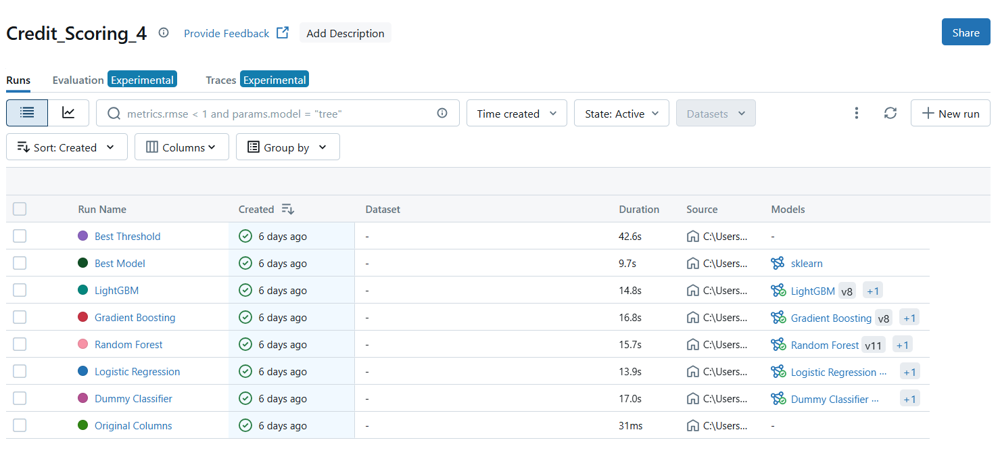 Credit_Scoring_4 Provide Feedback Add Description Share
Runs Evaluation Experimental Traces Experimental
metrics.rmse < 1 and params.model = "tree" Time created State: Active Datasets New run
Sort: Created Columns Group by
Run Name Created Dataset Duration Source Models
Best Threshold 6 days ago - 42.6s C:\Users... -
Best Model 6 days ago - 9.7s C:\Users... sklearn
LightGBM 6 days ago - 14.8s C:\Users... LightGBM v8 +1
Gradient Boosting 6 days ago - 16.8s C:\Users... Gradient Boosting v8 +1
Random Forest 6 days ago - 15.7s C:\Users... Random Forest v11 +1
Logistic Regression 6 days ago - 13.9s C:\Users... Logistic Regression ... +1
Dummy Classifier 6 days ago - 17.0s C:\Users... Dummy Classifier ... +1
Original Columns 6 days ago - 31ms C:\Users... -